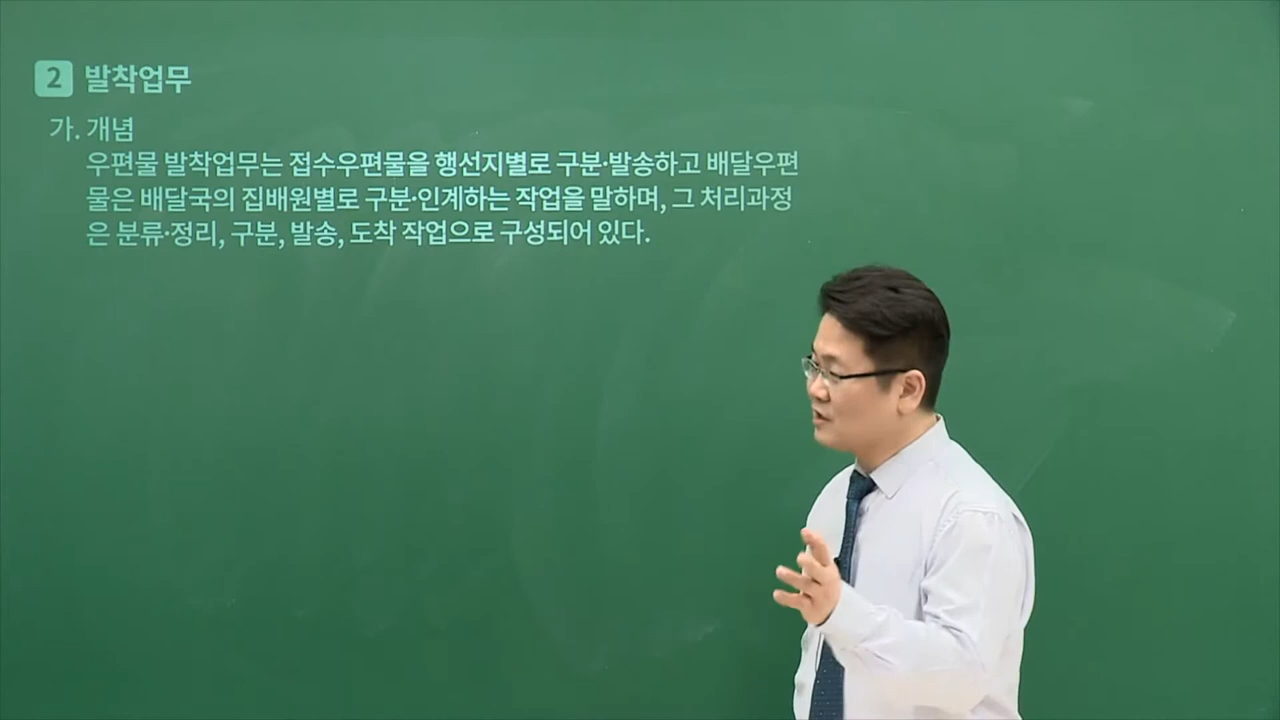 2 발착업무
가. 개념
우편물 발착업무는 접수우편물을 행선지별로 구분·발송하고 배달우편
물은 배달국의 집배원별로 구분·인계하는 작업을 말하며, 그 처리과정
은 분류·정리, 구분, 발송, 도착 작업으로 구성되어 있다.